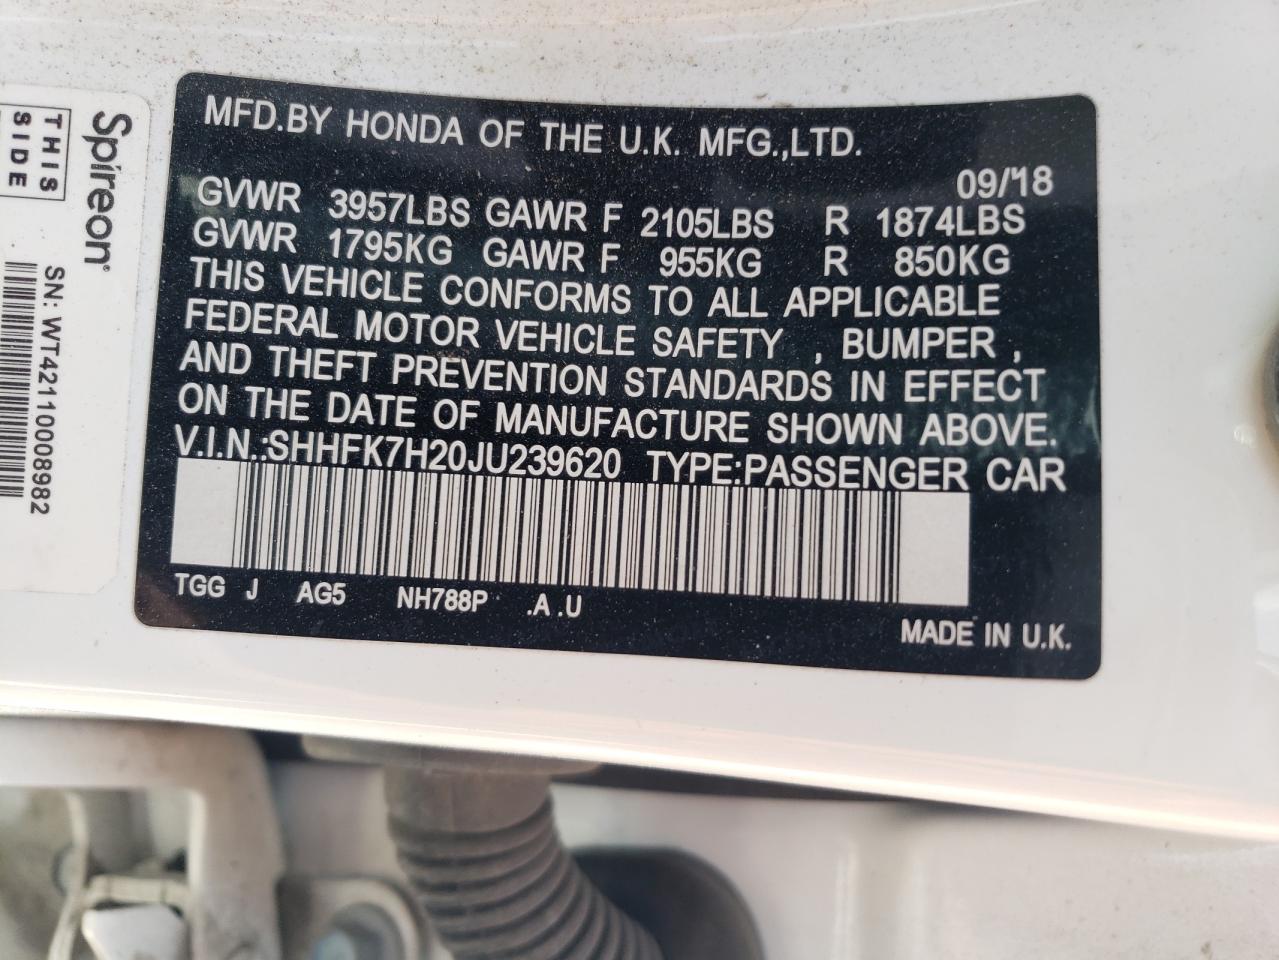 MFD.BY HONDA OF THE U.K. MFG.,LTD.
09/'18
GVWR 3957LBS GAWR F 2105LBS R 1874LBS
GVWR 1795KG GAWR F 955KG R 850KG
THIS VEHICLE CONFORMS TO ALL APPLICABLE
FEDERAL MOTOR VEHICLE SAFETY , BUMPER ,
AND THEFT PREVENTION STANDARDS IN EFFECT
ON THE DATE OF MANUFACTURE SHOWN ABOVE.
V.I.N.:SHHFK7H20JU239620 TYPE:PASSENGER CAR
TGG J AG5 NH788P .A .U
MADE IN U.K.
Spireon
THIS
SIDE
SN: WT421100008982